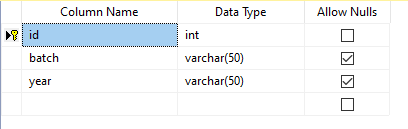 Column Name Data Type Allow Nulls
id int
batch varchar(50)
year varchar(50)